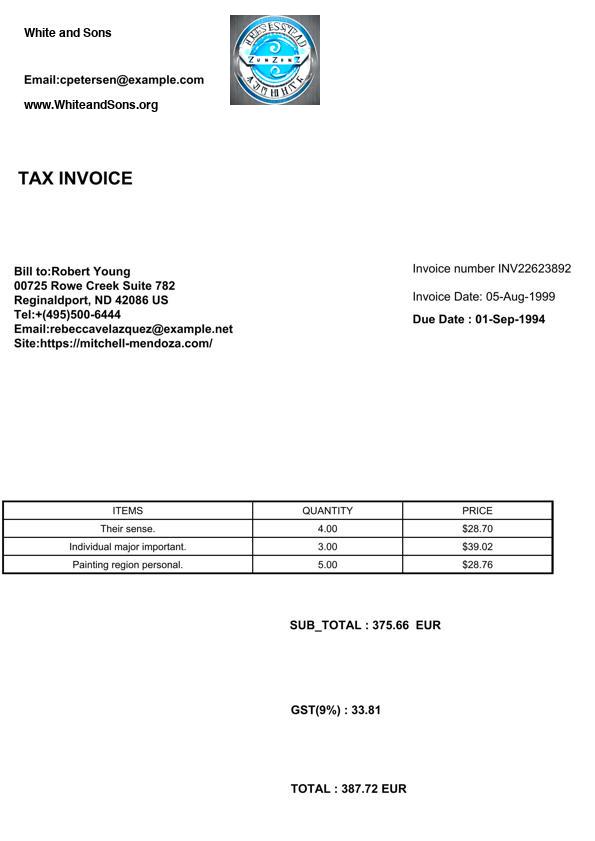 White and Sons
Email:cpetersen@example.com
www.WhiteandSons.org
TAX INVOICE
Bill to:Robert Young
00725 Rowe Creek Suite 782
Reginaldport, ND 42086 US
Tel:+(495)500-6444
Email:rebeccavelazquez@example.net
Site:https://mitchell-mendoza.com/
Invoice number INV22623892
Invoice Date: 05-Aug-1999
Due Date : 01-Sep-1994
ITEMS QUANTITY PRICE
Their sense. 4.00 $28.70
Individual major important. 3.00 $39.02
Painting region personal. 5.00 $28.76
SUB_TOTAL : 375.66 EUR
GST(9%) : 33.81
TOTAL : 387.72 EUR